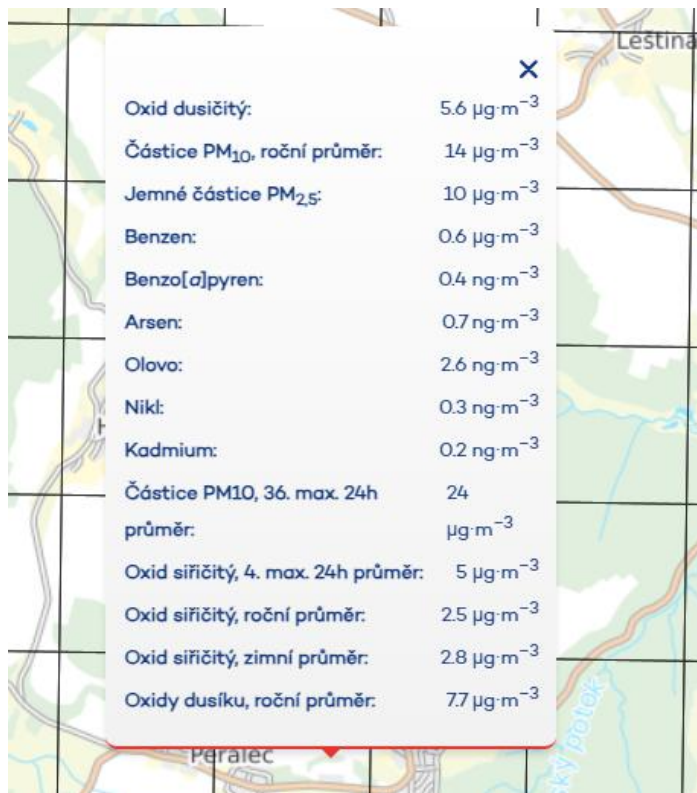 Leština
×
Oxid dusičitý: 5.6 µg·m⁻³
Částice PM₁₀, roční průměr: 14 µg·m⁻³
Jemné částice PM₂,₅: 10 µg·m⁻³
Benzen: 0.6 µg·m⁻³
Benzo[a]pyren: 0.4 ng·m⁻³
Arsen: 0.7 ng·m⁻³
Olovo: 2.6 ng·m⁻³
Nikl: 0.3 ng·m⁻³
Kadmium: 0.2 ng·m⁻³
Částice PM10, 36. max. 24h 24
průměr: µg·m⁻³
Oxid siřičitý, 4. max. 24h průměr: 5 µg·m⁻³
Oxid siřičitý, roční průměr: 2.5 µg·m⁻³
Oxid siřičitý, zimní průměr: 2.8 µg·m⁻³
Oxidy dusíku, roční průměr: 7.7 µg·m⁻³
Perálec
ský potok